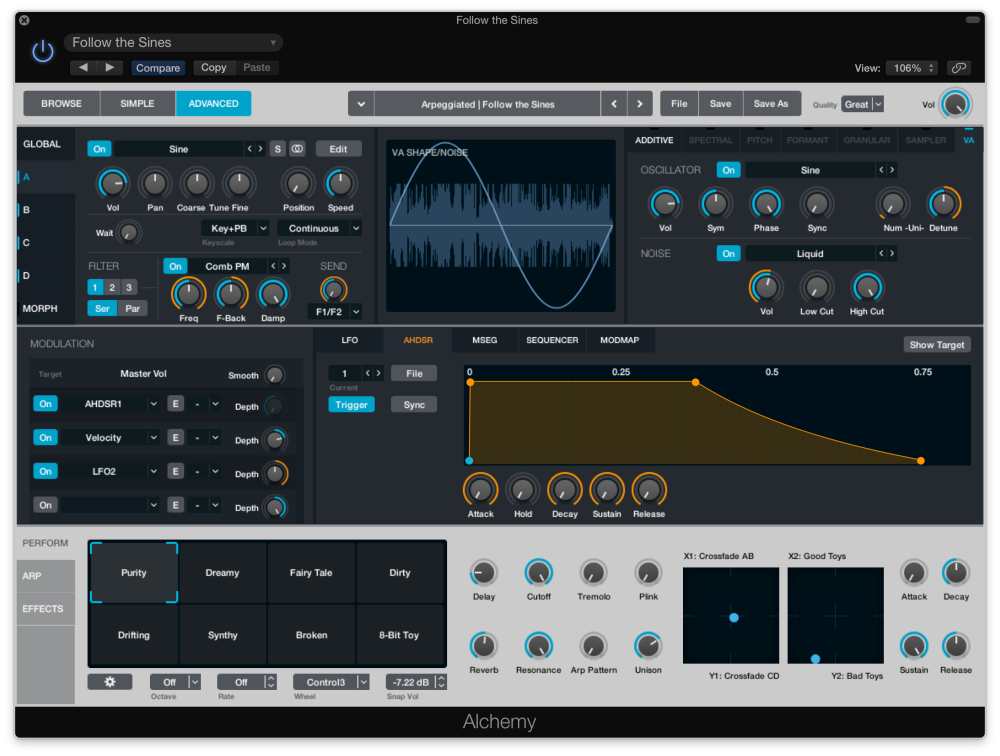 Follow the Sines
Follow the Sines
Compare Copy Paste
View: 106%
BROWSE SIMPLE ADVANCED Arpeggiated | Follow the Sines File Save Save As Quality Great Vol
GLOBAL On Sine S Edit VA SHAPE/NOISE ADDITIVE SPECTRAL PITCH FORMANT GRANULAR SAMPLER VA
A OSCILLATOR On Sine
Vol Pan Coarse Tune Fine Position Speed
B Vol Sym Phase Sync Num -Uni- Detune
Wait Key+PB Continuous
Keyscale Loop Mode
C NOISE On Liquid
D FILTER On Comb PM SEND
1 2 3
MORPH Ser Par F1/F2
Freq F-Back Damp Vol Low Cut High Cut
MODULATION LFO AHDSR MSEG SEQUENCER MODMAP Show Target
Target Master Vol Smooth 1 File 0 0.25 0.5 0.75
Current
On AHDSR1 E - Depth Trigger Sync
On Velocity E - Depth
On LFO2 E - Depth
On E - Depth Attack Hold Decay Sustain Release
PERFORM
ARP
EFFECTS
Purity Dreamy Fairy Tale Dirty
Drifting Synthy Broken 8-Bit Toy
Off Off Control3 -7.22 dB
Octave Rate Wheel Snap Vol
Delay Cutoff Tremolo Plink
Reverb Resonance Arp Pattern Unison
X1: Crossfade AB X2: Good Toys
Y1: Crossfade CD Y2: Bad Toys
Attack Decay
Sustain Release
Alchemy